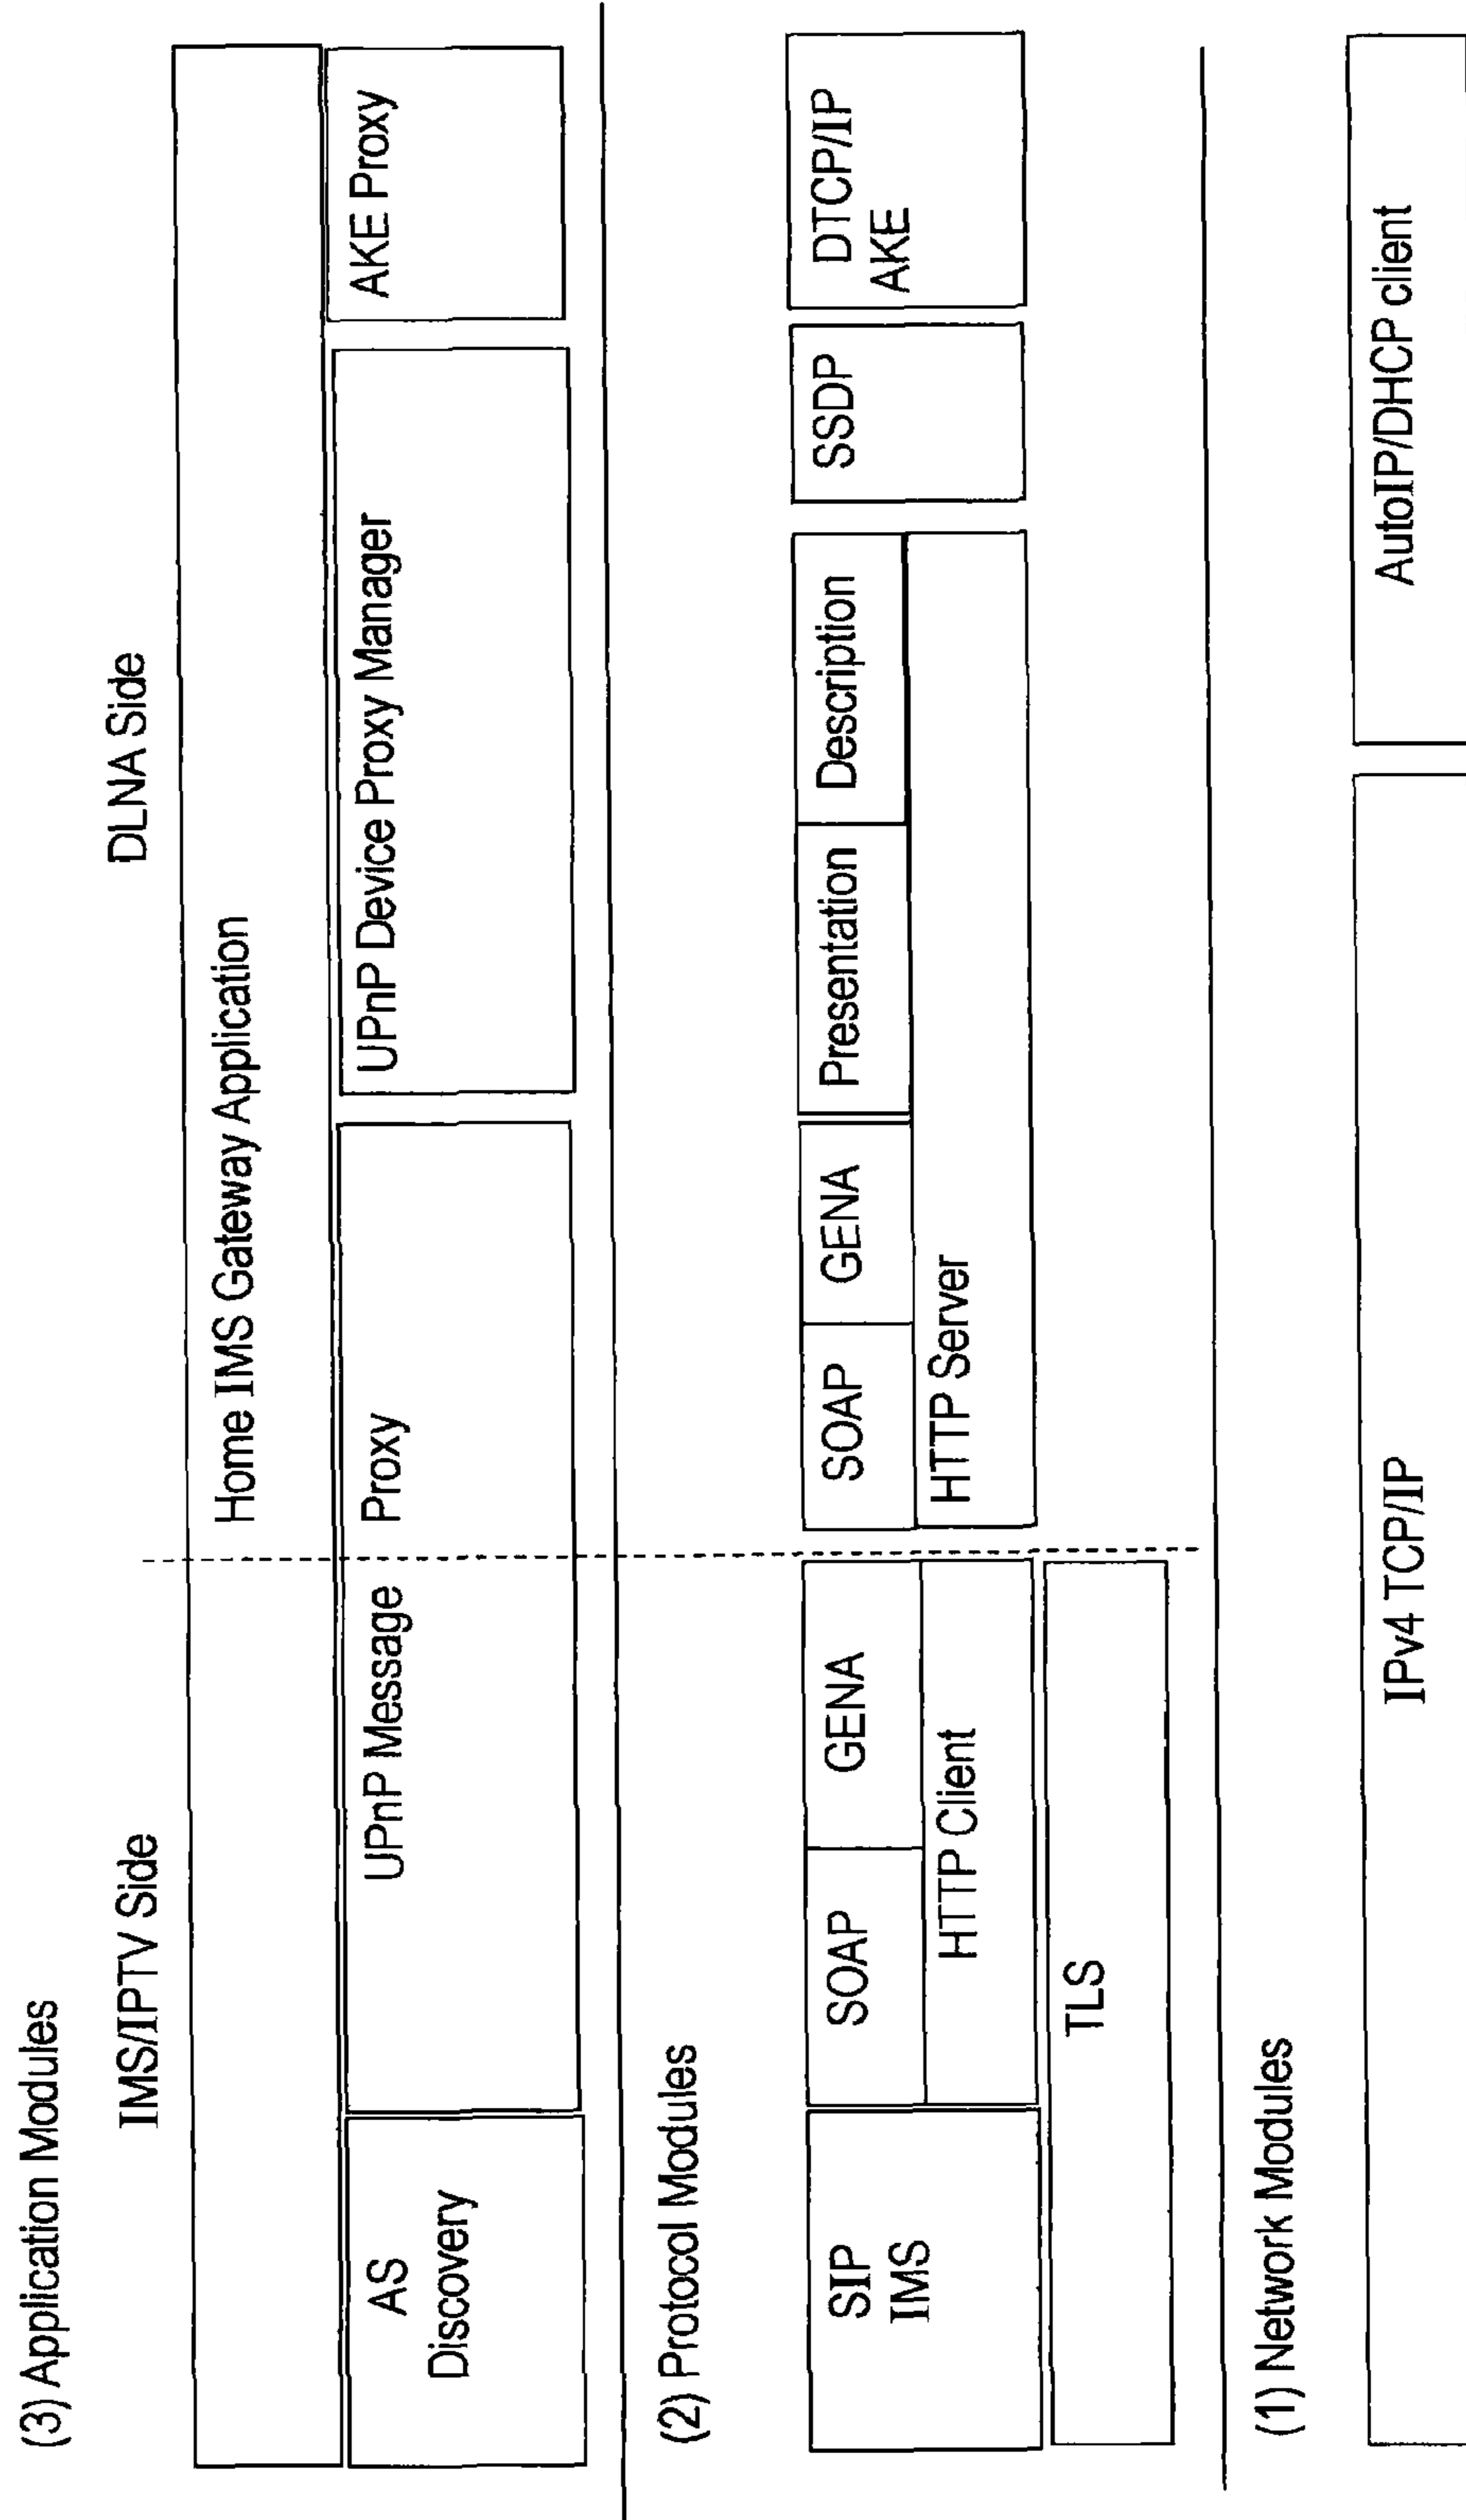 (3) Application Modules
IMS/IPTV Side
DLNA Side
Home IMS Gateway Application
AS
Discovery
UPnP Message Proxy
UPnP Device Proxy Manager
AKE Proxy
(2) Protocol Modules
SIP
IMS
SOAP
GENA
HTTP Client
TLS
SOAP
GENA
Presentation
Description
HTTP Server
SSDP
DTCP/IP
AKE
(1) Network Modules
IPv4 TCP/IP
AutoIP/DHCP client